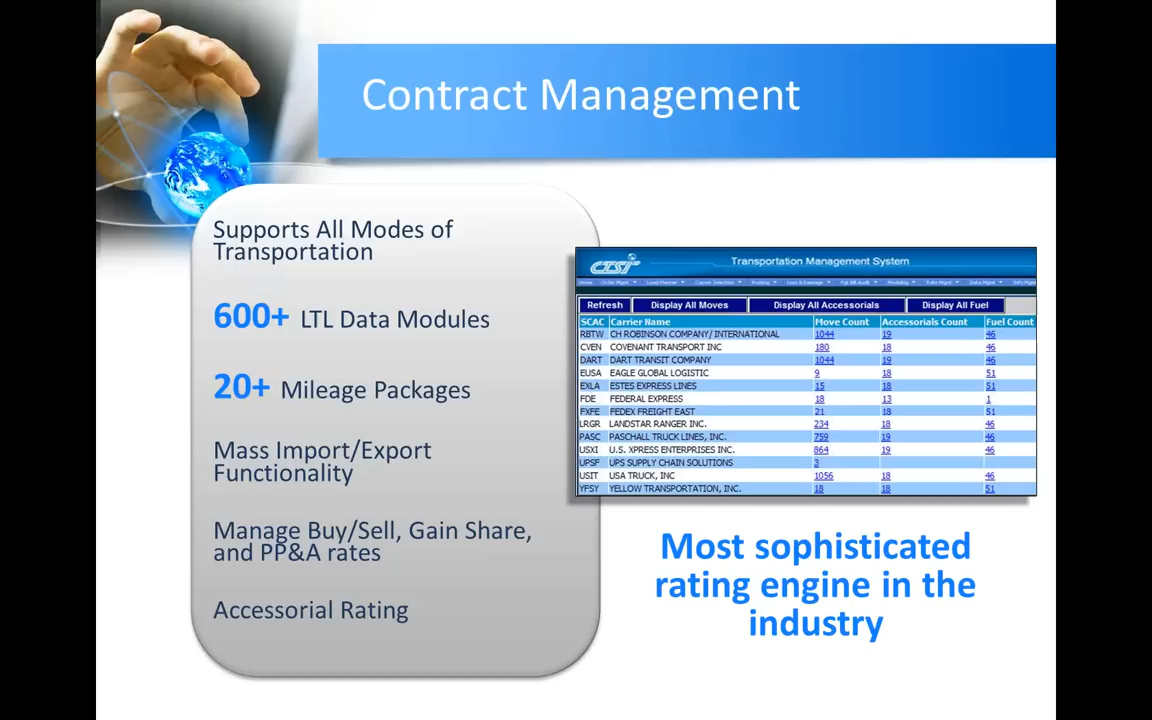 Contract Management
Supports All Modes of
Transportation
600+ LTL Data Modules
20+ Mileage Packages
Mass Import/Export
Functionality
Manage Buy/Sell, Gain Share,
and PP&A rates
Accessorial Rating
CTSI Transportation Management System
Refresh Display All Moves Display All Accessorials Display All Fuel
SCAC Carrier Name Move Count Accessorials Count Fuel Count
RBTW CH ROBINSON COMPANY/INTERNATIONAL 1044 19 46
CVEN COVENANT TRANSPORT INC 180 18 46
DART DART TRANSIT COMPANY 1044 19 46
EUSA EAGLE GLOBAL LOGISTIC 9 18 51
EXLA ESTES EXPRESS LINES 15 18 51
FDE FEDERAL EXPRESS 18 13 1
FXFE FEDEX FREIGHT EAST 21 18 51
LRGR LANDSTAR RANGER INC. 234 18 46
PASC PASCHALL TRUCK LINES, INC. 759 19 46
USXI U.S. XPRESS ENTERPRISES INC. 864 19 46
UPSF UPS SUPPLY CHAIN SOLUTIONS 3
USIT USA TRUCK, INC 1056 18 46
YFSY YELLOW TRANSPORTATION, INC. 18 18 51
Most sophisticated
rating engine in the
industry